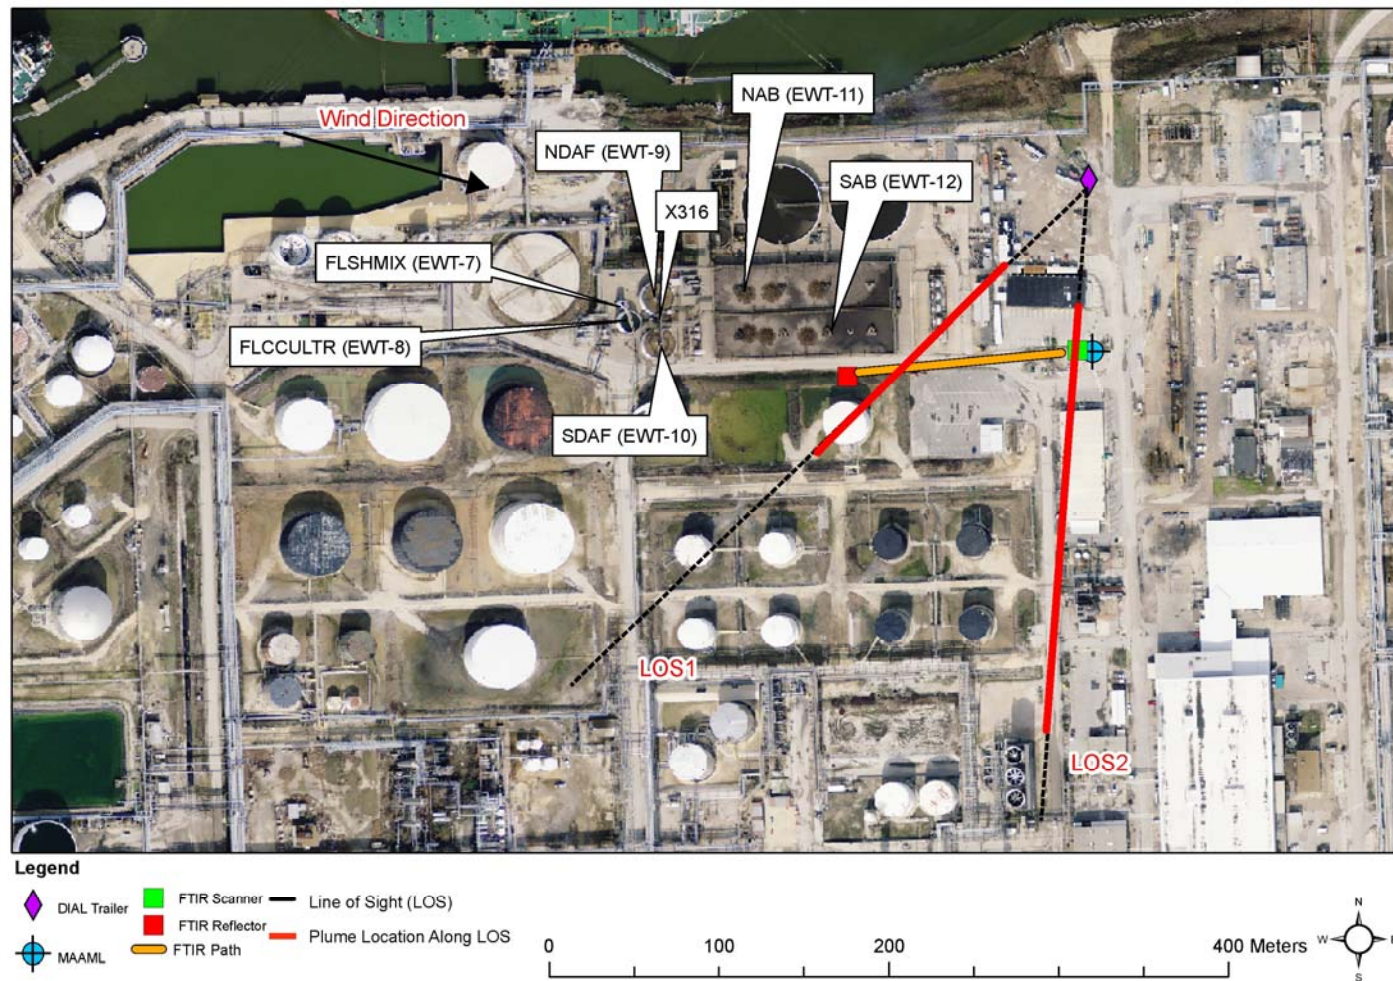 NAB (EWT-11)
Wind Direction
NDAF (EWT-9)
SAB (EWT-12)
X316
FLSHMIX (EWT-7)
FLCCULTR (EWT-8)
SDAF (EWT-10)
LOS1
LOS2
Legend
DIAL Trailer
FTIR Scanner
Line of Sight (LOS)
FTIR Reflector
Plume Location Along LOS
MAAML
FTIR Path
0 100 200 400 Meters
N
W E
S